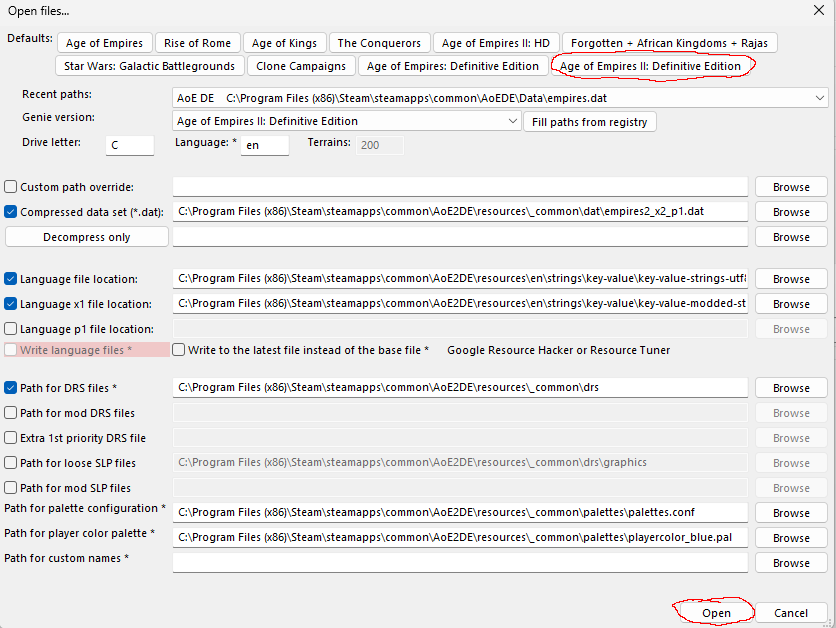 Open files...
Defaults: Age of Empires Rise of Rome Age of Kings The Conquerors Age of Empires II: HD Forgotten + African Kingdoms + Rajas
Star Wars: Galactic Battlegrounds Clone Campaigns Age of Empires: Definitive Edition Age of Empires II: Definitive Edition
Recent paths: AoE DE C:\Program Files (x86)\Steam\steamapps\common\AoEDE\Data\empires.dat
Genie version: Age of Empires II: Definitive Edition Fill paths from registry
Drive letter: C Language: * en Terrains: 200
Custom path override: Browse
Compressed data set (*.dat): C:\Program Files (x86)\Steam\steamapps\common\AoE2DE\resources\_common\dat\empires2_x2_p1.dat Browse
Decompress only Browse
Language file location: C:\Program Files (x86)\Steam\steamapps\common\AoE2DE\resources\en\strings\key-value\key-value-strings-utf8 Browse
Language x1 file location: C:\Program Files (x86)\Steam\steamapps\common\AoE2DE\resources\en\strings\key-value\key-value-modded-st Browse
Language p1 file location: Browse
Write language files * Write to the latest file instead of the base file * Google Resource Hacker or Resource Tuner
Path for DRS files * C:\Program Files (x86)\Steam\steamapps\common\AoE2DE\resources\_common\drs Browse
Path for mod DRS files Browse
Extra 1st priority DRS file Browse
Path for loose SLP files C:\Program Files (x86)\Steam\steamapps\common\AoE2DE\resources\_common\drs\graphics Browse
Path for mod SLP files Browse
Path for palette configuration * C:\Program Files (x86)\Steam\steamapps\common\AoE2DE\resources\_common\palettes\palettes.conf Browse
Path for player color palette * C:\Program Files (x86)\Steam\steamapps\common\AoE2DE\resources\_common\palettes\playercolor_blue.pal Browse
Path for custom names * Browse
Open Cancel